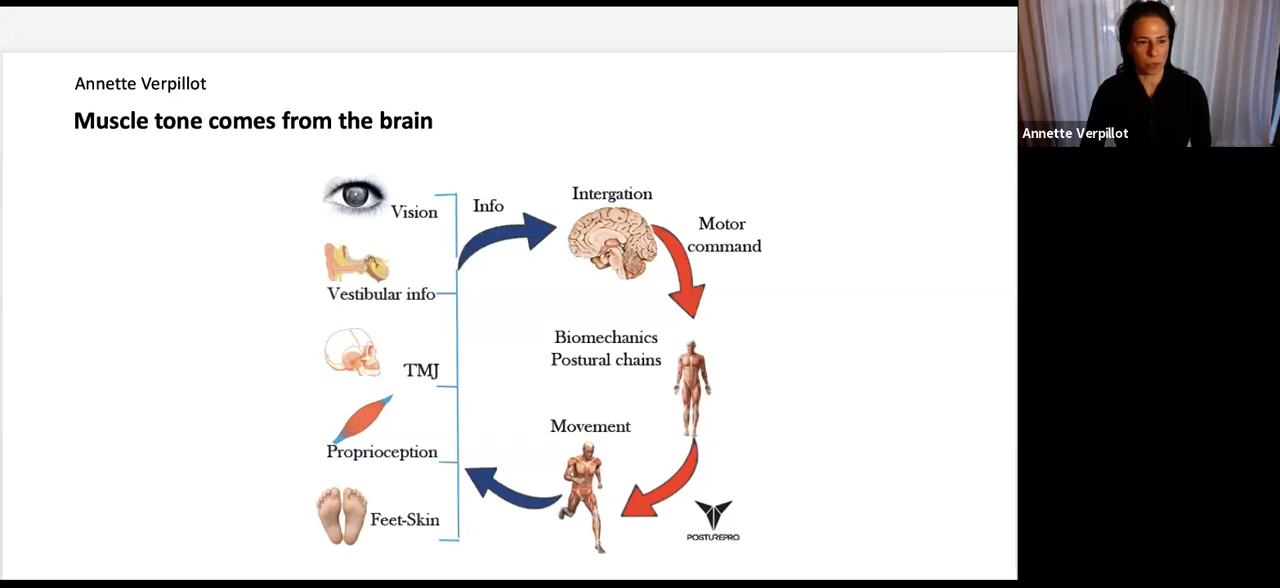 Annette Verpillot
Muscle tone comes from the brain
Vision
Info
Intergation
Motor
command
Vestibular info
Biomechanics
Postural chains
TMJ
Movement
Proprioception
Feet-Skin
POSTUREPRO
Annette Verpillot